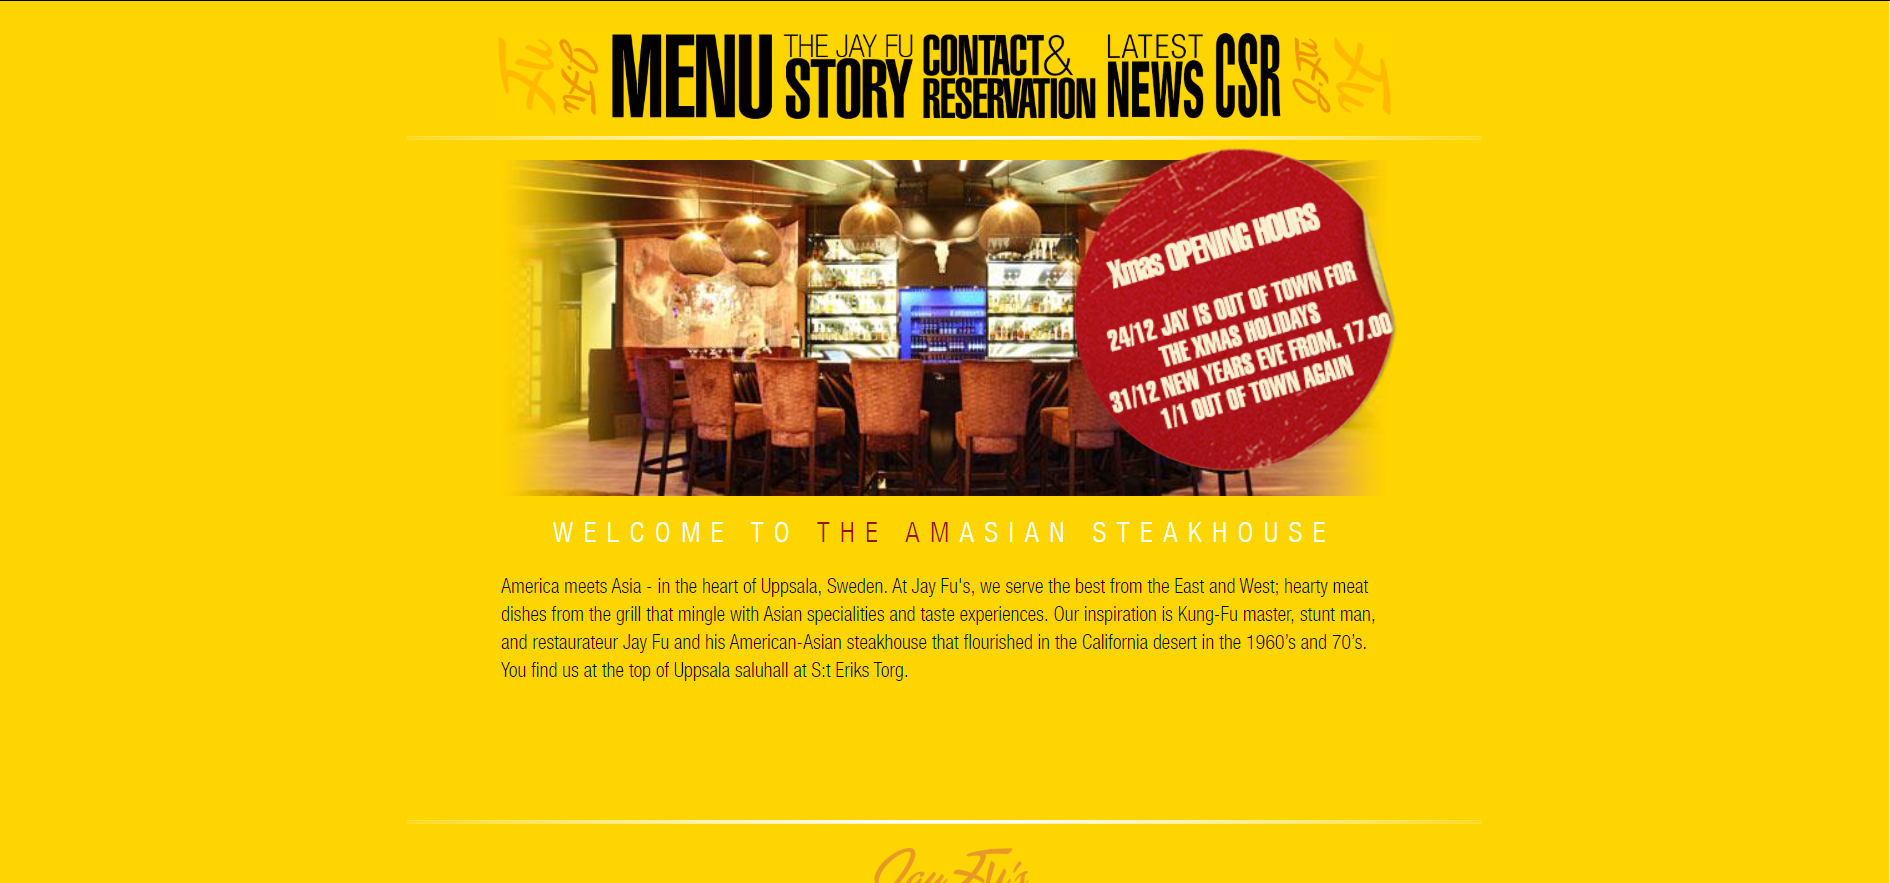 Fu J.Fu MENU THE JAY FU STORY CONTACT & RESERVATION LATEST NEWS CSR J.Fu Fu
Xmas OPENING HOURS
24/12 JAY IS OUT OF TOWN FOR
THE XMAS HOLIDAYS
31/12 NEW YEARS EVE FROM. 17.00
1/1 OUT OF TOWN AGAIN
WELCOME TO THE AMASIAN STEAKHOUSE
America meets Asia - in the heart of Uppsala, Sweden. At Jay Fu's, we serve the best from the East and West; hearty meat
dishes from the grill that mingle with Asian specialities and taste experiences. Our inspiration is Kung-Fu master, stunt man,
and restaurateur Jay Fu and his American-Asian steakhouse that flourished in the California desert in the 1960’s and 70’s.
You find us at the top of Uppsala saluhall at S:t Eriks Torg.
Jay Fu's